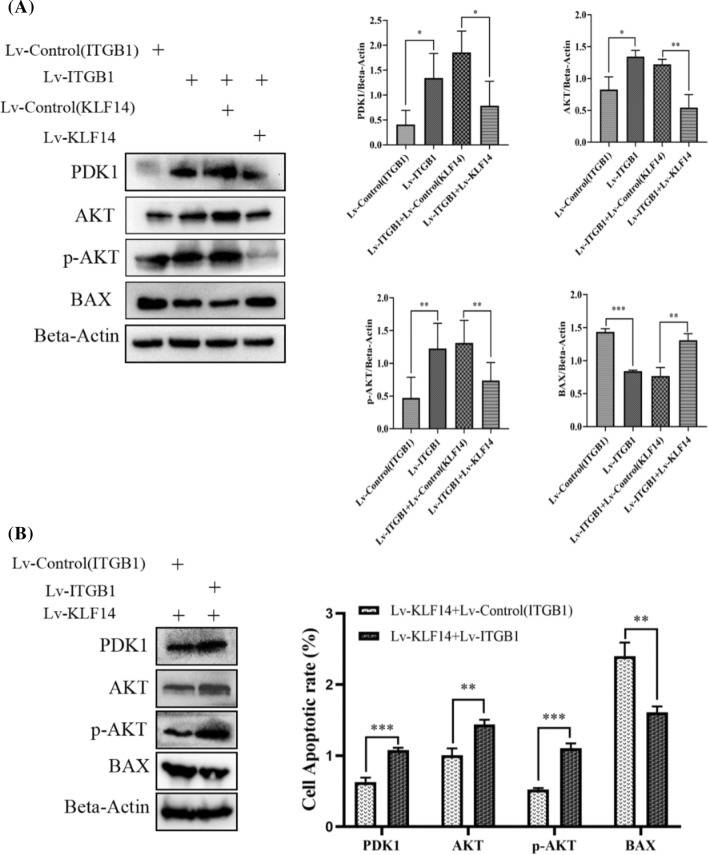 (A)
Lv-Control(ITGB1) +
Lv-ITGB1 + + +
Lv-Control(KLF14) +
Lv-KLF14 +
PDK1
AKT
p-AKT
BAX
Beta-Actin
PDK1/Beta-Actin
2.5
2.0
1.5
1.0
0.5
0.0
* *
Lv-Control(ITGB1)
Lv-ITGB1
Lv-ITGB1+Lv-Control(KLF14)
Lv-ITGB1+Lv-KLF14
AKT/Beta-Actin
2.0
1.5
1.0
0.5
0.0
* **
Lv-Control(ITGB1)
Lv-ITGB1
Lv-ITGB1+Lv-Control(KLF14)
Lv-ITGB1+Lv-KLF14
p-AKT/Beta-Actin
2.0
1.5
1.0
0.5
0.0
** **
Lv-Control(ITGB1)
Lv-ITGB1
Lv-ITGB1+Lv-Control(KLF14)
Lv-ITGB1+Lv-KLF14
BAX/Beta-Actin
2.0
1.5
1.0
0.5
0.0
*** **
Lv-Control(ITGB1)
Lv-ITGB1
Lv-ITGB1+Lv-Control(KLF14)
Lv-ITGB1+Lv-KLF14
(B)
Lv-Control(ITGB1) +
Lv-ITGB1 +
Lv-KLF14 + +
PDK1
AKT
p-AKT
BAX
Beta-Actin
Cell Apoptotic rate (%)
3
2
1
0
Lv-KLF14+Lv-Control(ITGB1)
Lv-KLF14+Lv-ITGB1
*** ** *** **
PDK1 AKT p-AKT BAX